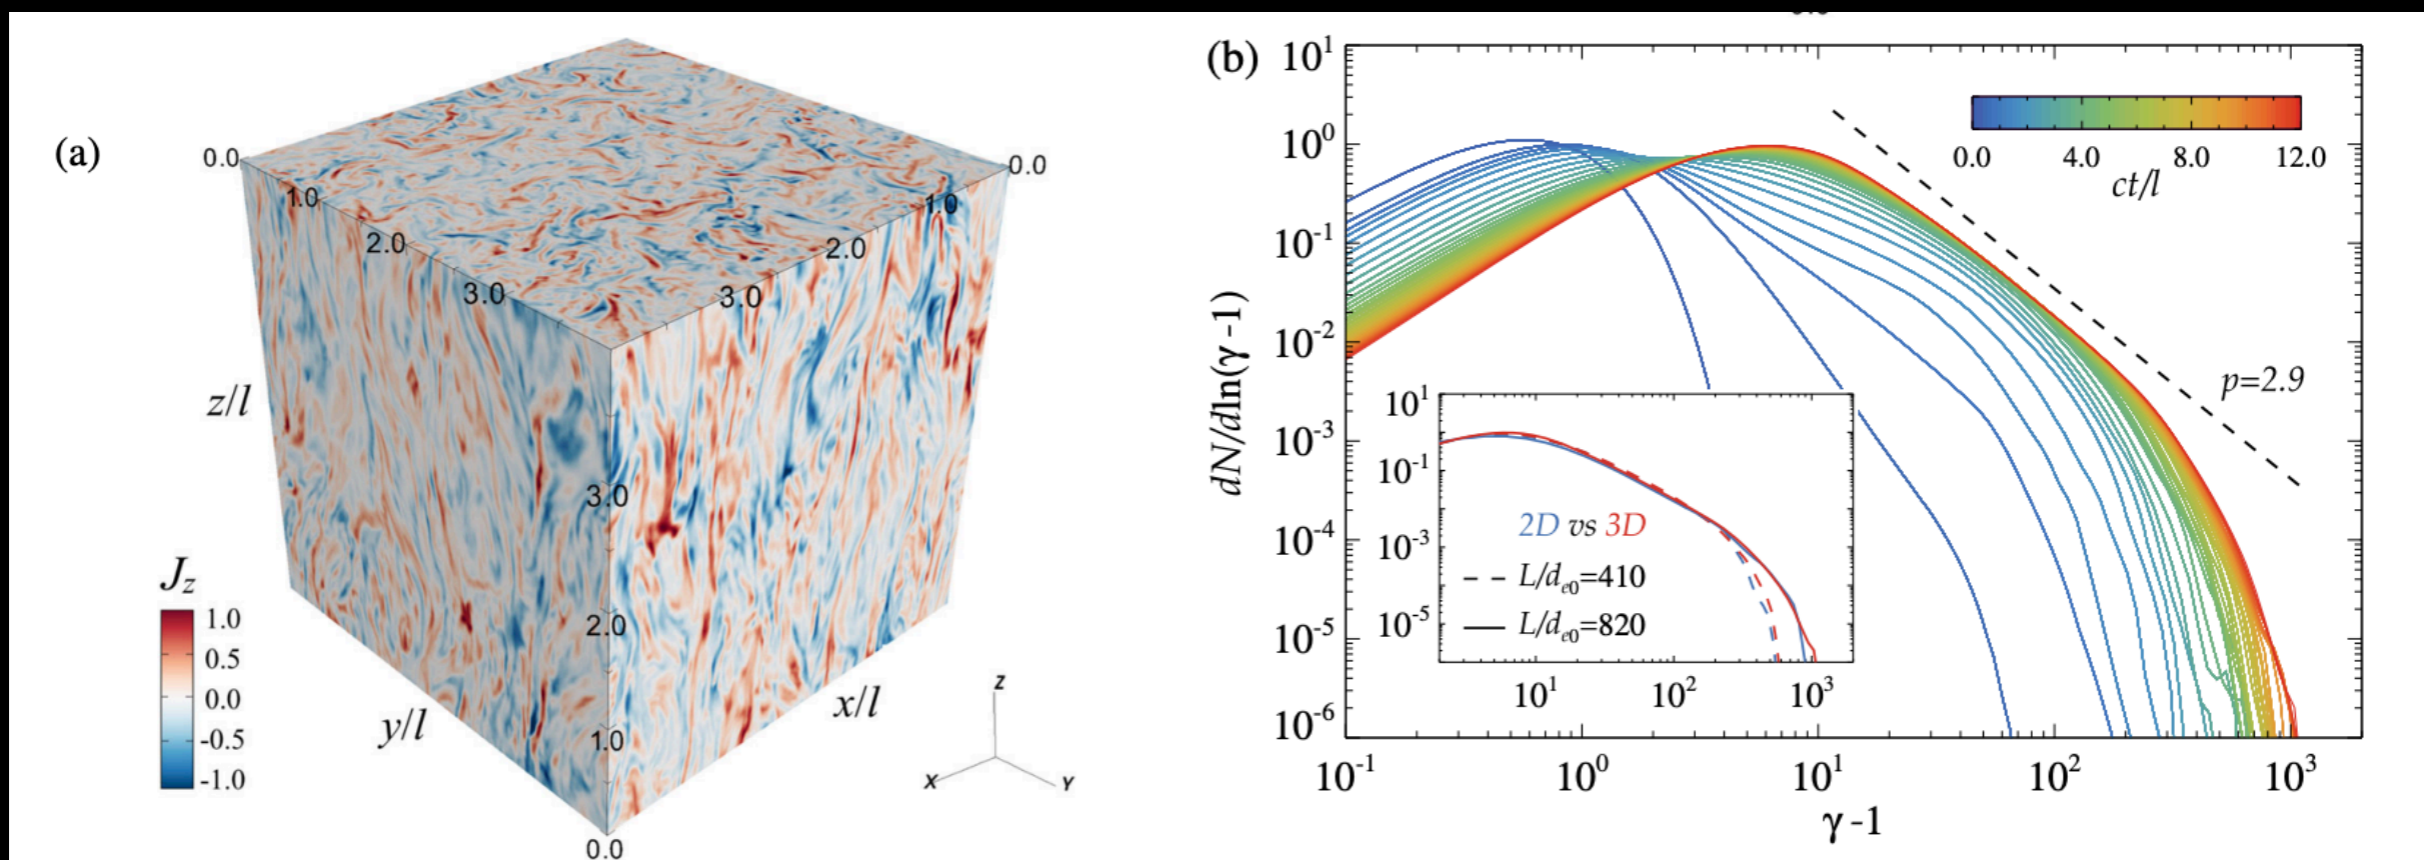 (a)
0.0
0.0
1.0
1.0
2.0
2.0
3.0
3.0
z/l
3.0
2.0
1.0
0.0
y/l
x/l
J_z
1.0
0.5
0.0
-0.5
-1.0
z
x
Y
(b)
10^1
10^0
10^-1
10^-2
10^-3
10^-4
10^-5
10^-6
dN/dln(γ-1)
10^-1 10^0 10^1 10^2 10^3
γ-1
0.0 4.0 8.0 12.0
ct/l
p=2.9
10^1
10^-1
10^-3
10^-5
2D vs 3D
L/d_e0=410
L/d_e0=820
10^1 10^2 10^3